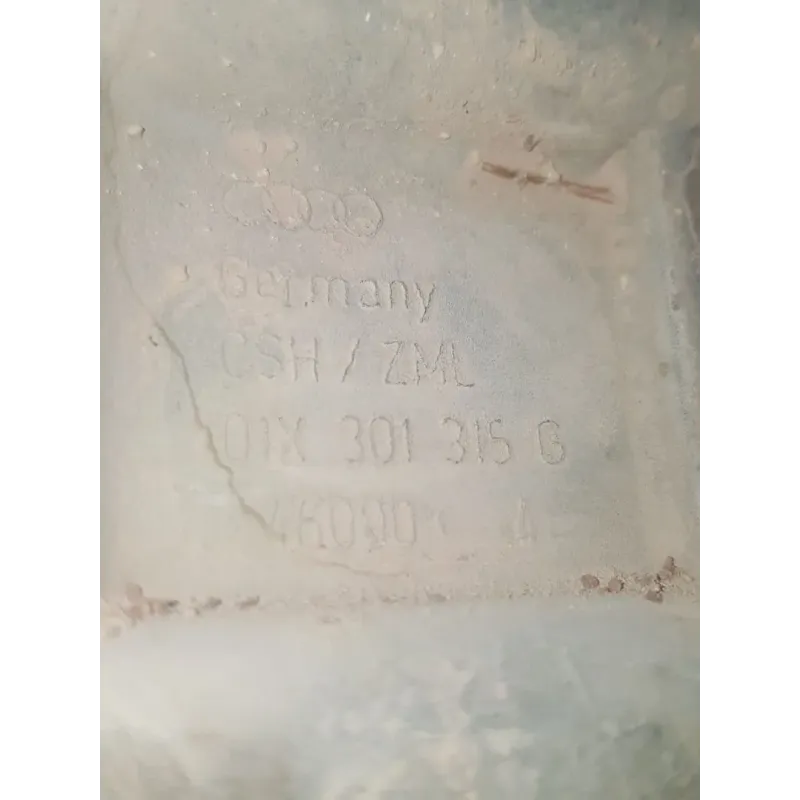 Germany
CSH / ZML
01X 301 315 G